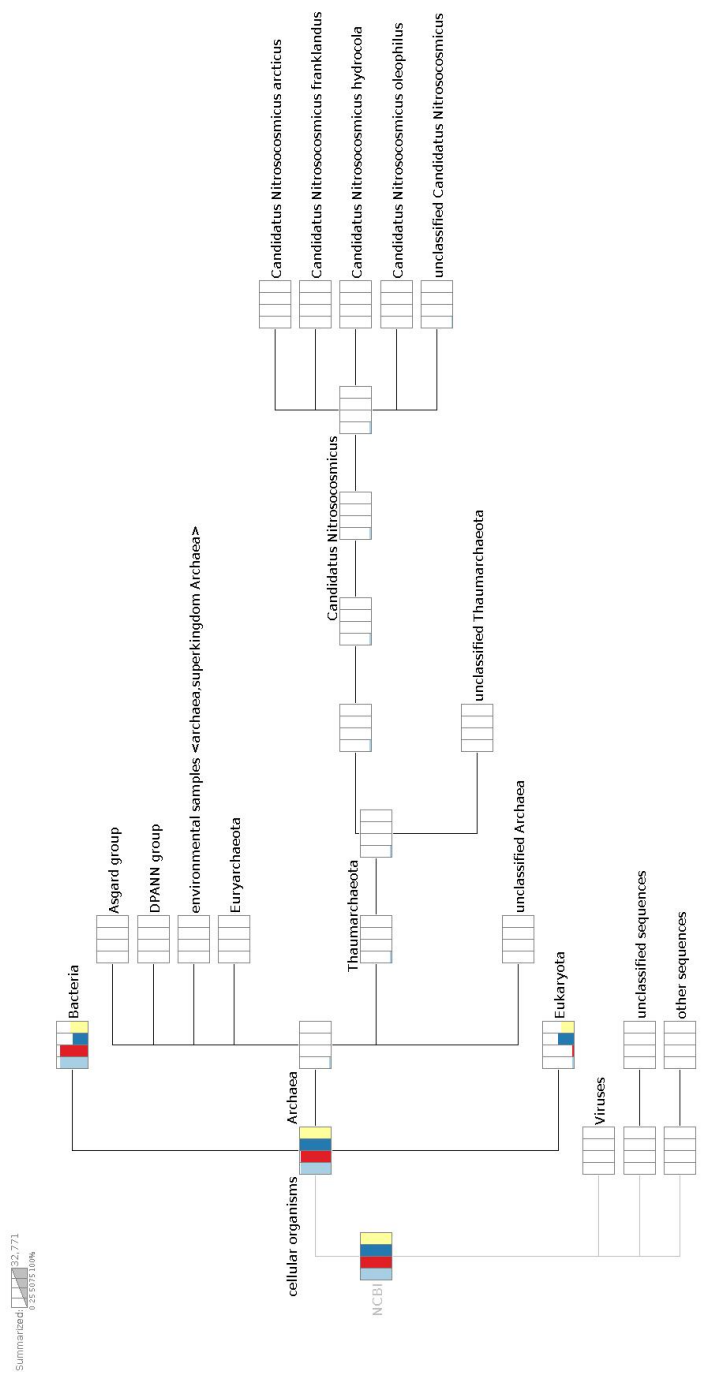 Summarized:
32,771
0 25 50 75 100%
NCBI
cellular organisms
Bacteria
Archaea
Asgard group
DPANN group
environmental samples <archaea,superkingdom Archaea>
Euryarchaeota
Thaumarchaeota
Candidatus Nitrosocosmicus
Candidatus Nitrosocosmicus arcticus
Candidatus Nitrosocosmicus franklandus
Candidatus Nitrosocosmicus hydrocola
Candidatus Nitrosocosmicus oleophilus
unclassified Candidatus Nitrosocosmicus
unclassified Thaumarchaeota
unclassified Archaea
Eukaryota
Viruses
unclassified sequences
other sequences